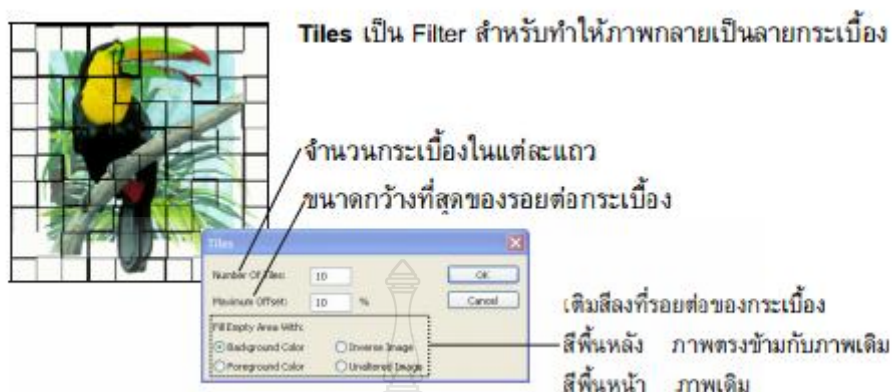 Tiles เป็น Filter สำหรับทำให้ภาพกลายเป็นลายกระเบื้อง
จำนวนกระเบื้องในแต่ละแถว
ขนาดกว้างที่สุดของรอยต่อกระเบื้อง
Tiles
Number Of Tiles: 10 OK
Maximum Offset: 10 % Cancel
Fill Empty Area With:
Background Color Inverse Image
Foreground Color Unaltered Image
เติมสีลงที่รอยต่อของกระเบื้อง
สีพื้นหลัง ภาพตรงข้ามกับภาพเดิม
สีพื้นหน้า ภาพเดิม